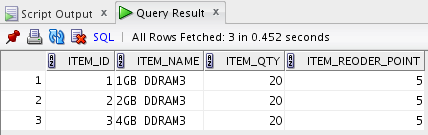 Script Output Query Result
SQL All Rows Fetched: 3 in 0.452 seconds
ITEM_ID ITEM_NAME ITEM_QTY ITEM_REODER_POINT
1 1 1GB DDRAM3 20 5
2 2 2GB DDRAM3 20 5
3 3 4GB DDRAM3 20 5